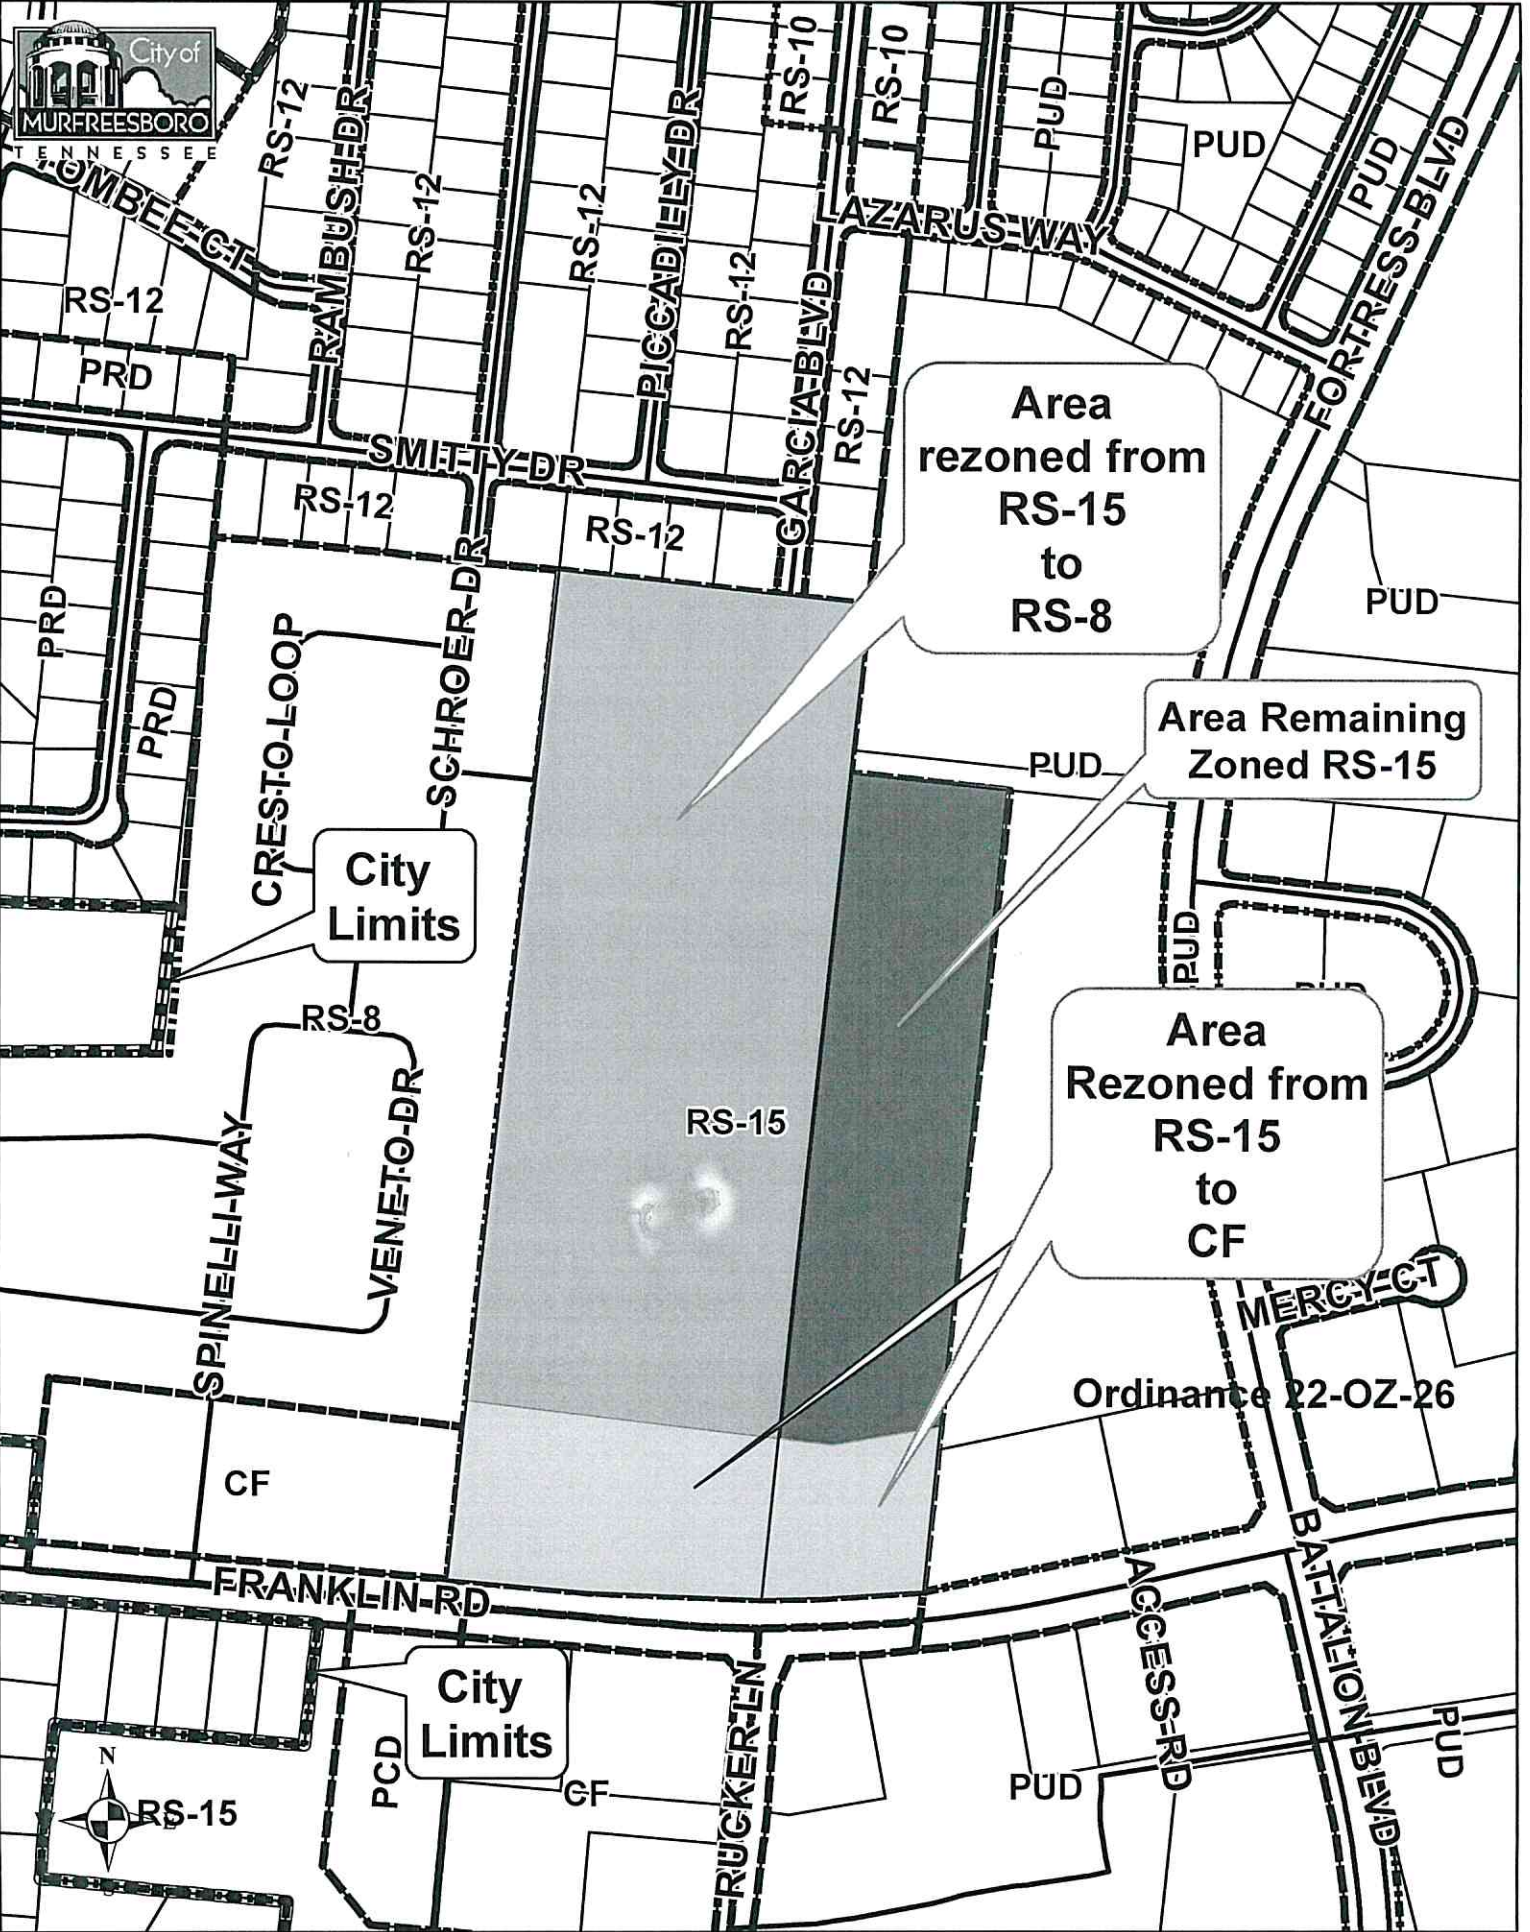 City of
MURFREESBORO
TENNESSEE
RS-12
RAMBUSH DR
RS-12
RS-12
PICCADILLY DR
RS-12
RS-10
RS-10
PUD
PUD
PUD
FORTRESS BLVD
LAZARUS WAY
OMBEE CT
RS-12
PRD
GARCIA BLVD
RS-12
SMITTY DR
RS-12
RS-12
Area
rezoned from
RS-15
to
RS-8
PRD
PRD
CRESTO LOOP
SCHROER DR
PUD
Area Remaining
Zoned RS-15
PUD
City
Limits
PUD
PUD
RS-8
Area
Rezoned from
RS-15
to
CF
SPINELLI WAY
VENETO DR
RS-15
MERCY CT
Ordinance 22-OZ-26
CF
FRANKLIN RD
BATTALION BLVD
ACCESS RD
City
Limits
PCD
CF
RUCKER LN
PUD
PUD
N
RS-15